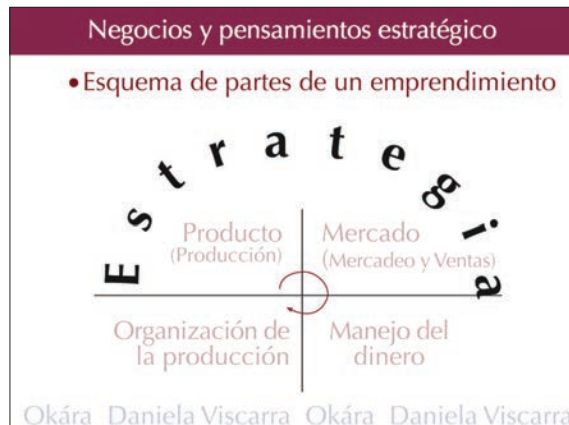 Negocios y pensamientos estratégico
• Esquema de partes de un emprendimiento
Estrategia
Producto
(Producción)
Mercado
(Mercadeo y Ventas)
Organización de
la producción
Manejo del
dinero
Okára Daniela Viscarra Okára Daniela Viscarra